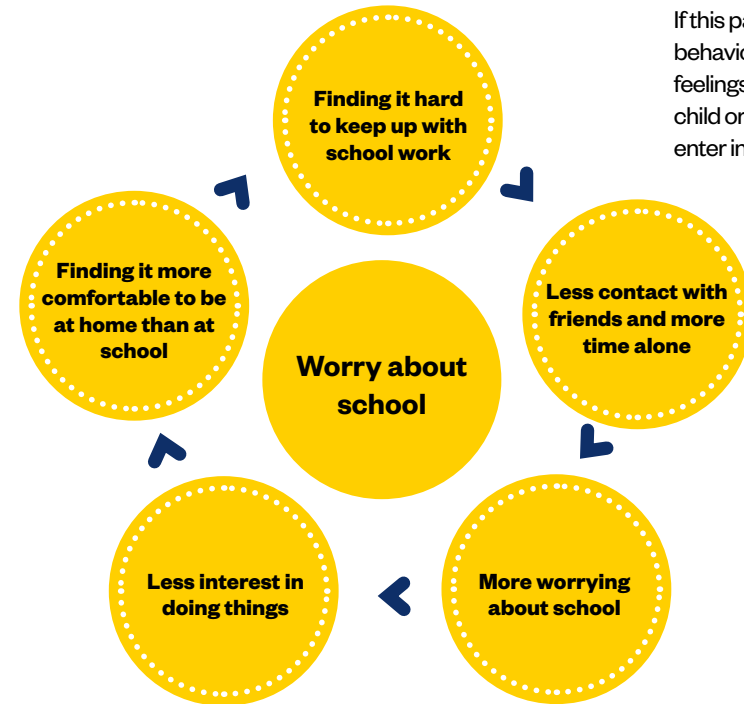 If this pa
behavio
feelings
child or
enter in
Finding it hard
to keep up with
school work
Less contact with
friends and more
time alone
More worrying
about school
Less interest in
doing things
Finding it more
comfortable to be
at home than at
school
Worry about
school